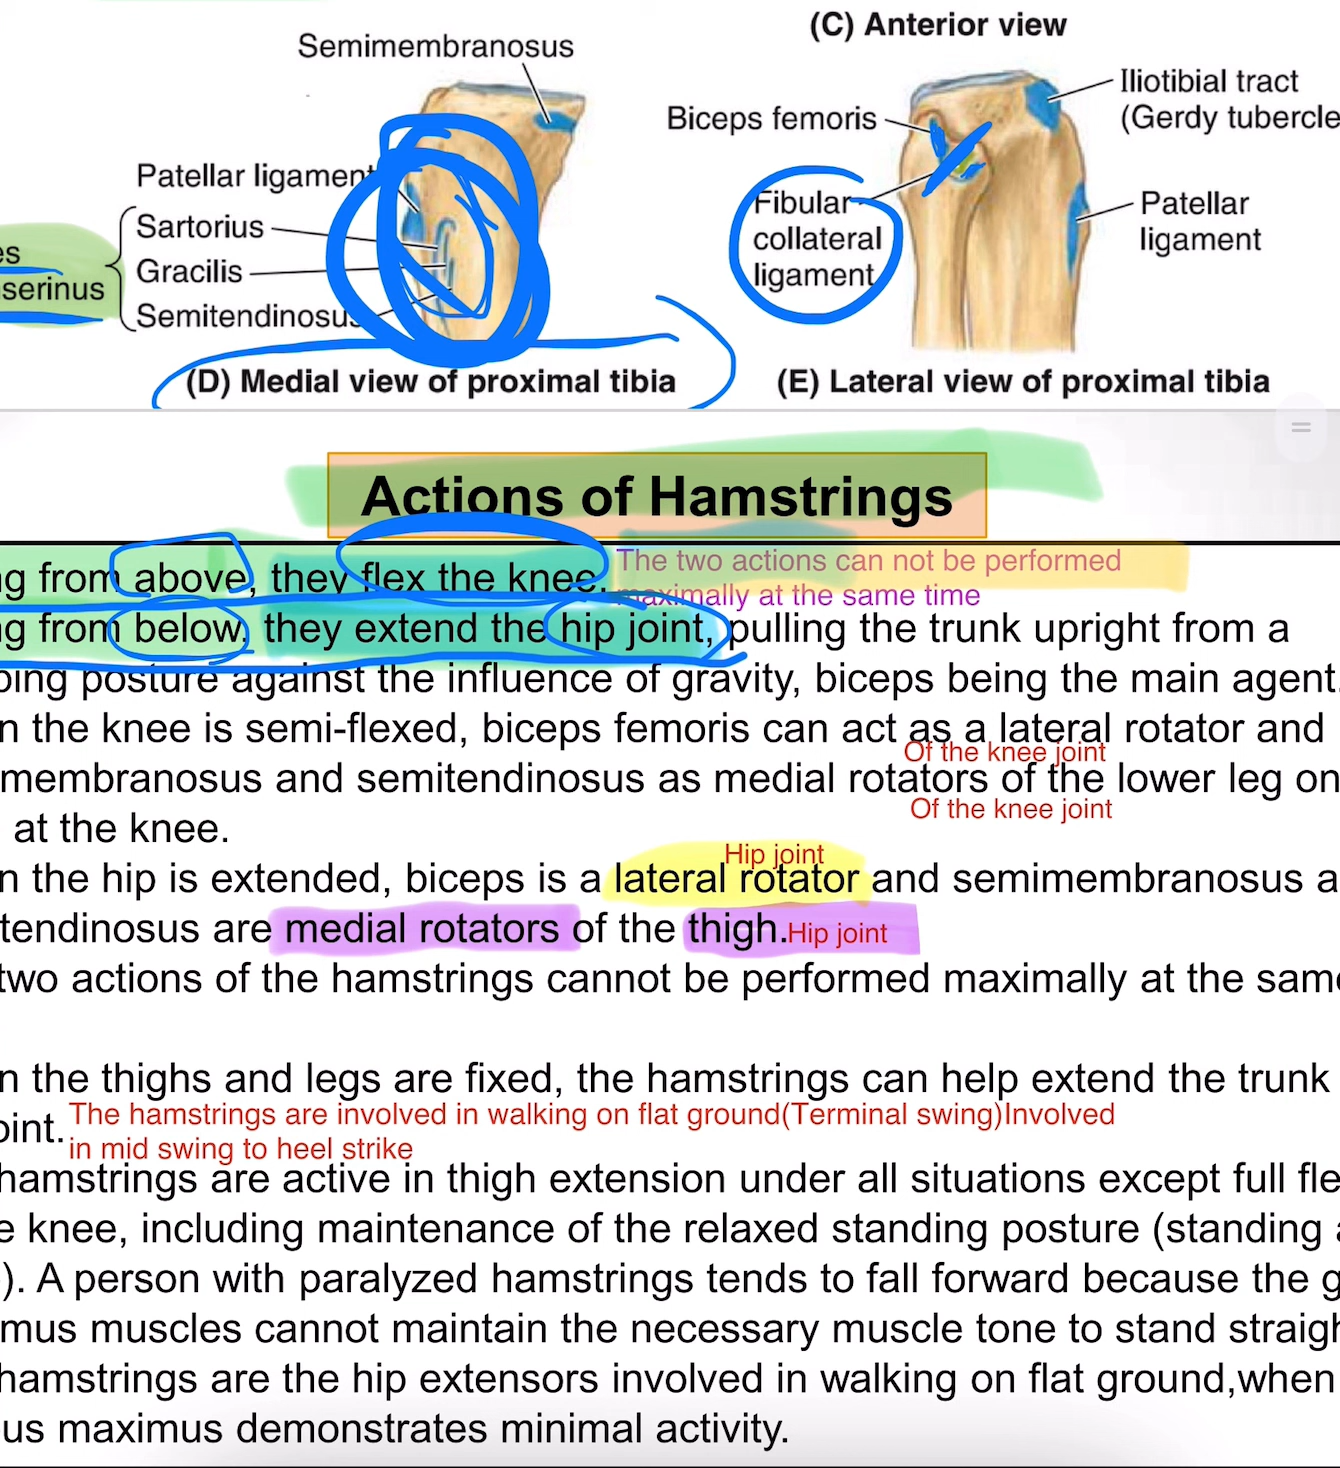 (C) Anterior view
Semimembranosus
Iliotibial tract
(Gerdy tubercle
Biceps femoris
Patellar ligament
Sartorius
Gracilis
Semitendinosus
es
serinus
Fibular
collateral
ligament
Patellar
ligament
(D) Medial view of proximal tibia
(E) Lateral view of proximal tibia
Actions of Hamstrings
ng from above, they flex the knee. The two actions can not be performed
maximally at the same time
ng from below, they extend the hip joint, pulling the trunk upright from a
ping posture against the influence of gravity, biceps being the main agent.
n the knee is semi-flexed, biceps femoris can act as a lateral rotator and
Of the knee joint
membranosus and semitendinosus as medial rotators of the lower leg on
Of the knee joint
at the knee.
Hip joint
n the hip is extended, biceps is a lateral rotator and semimembranosus a
tendinosus are medial rotators of the thigh. Hip joint
two actions of the hamstrings cannot be performed maximally at the same
n the thighs and legs are fixed, the hamstrings can help extend the trunk
oint. The hamstrings are involved in walking on flat ground(Terminal swing)Involved
in mid swing to heel strike
hamstrings are active in thigh extension under all situations except full fle
e knee, including maintenance of the relaxed standing posture (standing a
). A person with paralyzed hamstrings tends to fall forward because the g
mus muscles cannot maintain the necessary muscle tone to stand straigh
hamstrings are the hip extensors involved in walking on flat ground,when
us maximus demonstrates minimal activity.